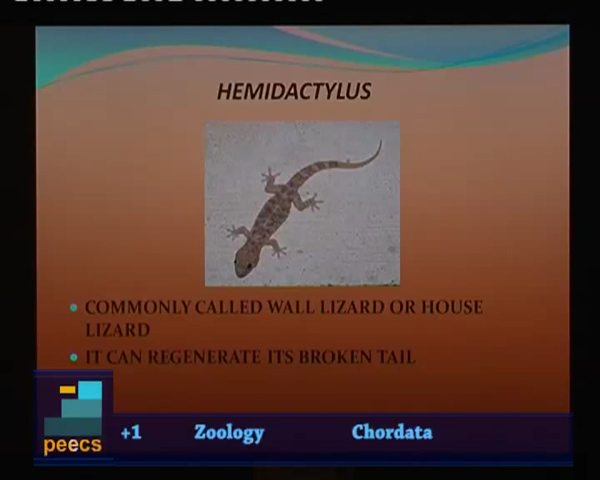 HEMIDACTYLUS
COMMONLY CALLED WALL LIZARD OR HOUSE
LIZARD
IT CAN REGENERATE ITS BROKEN TAIL
peecs
+1 Zoology Chordata